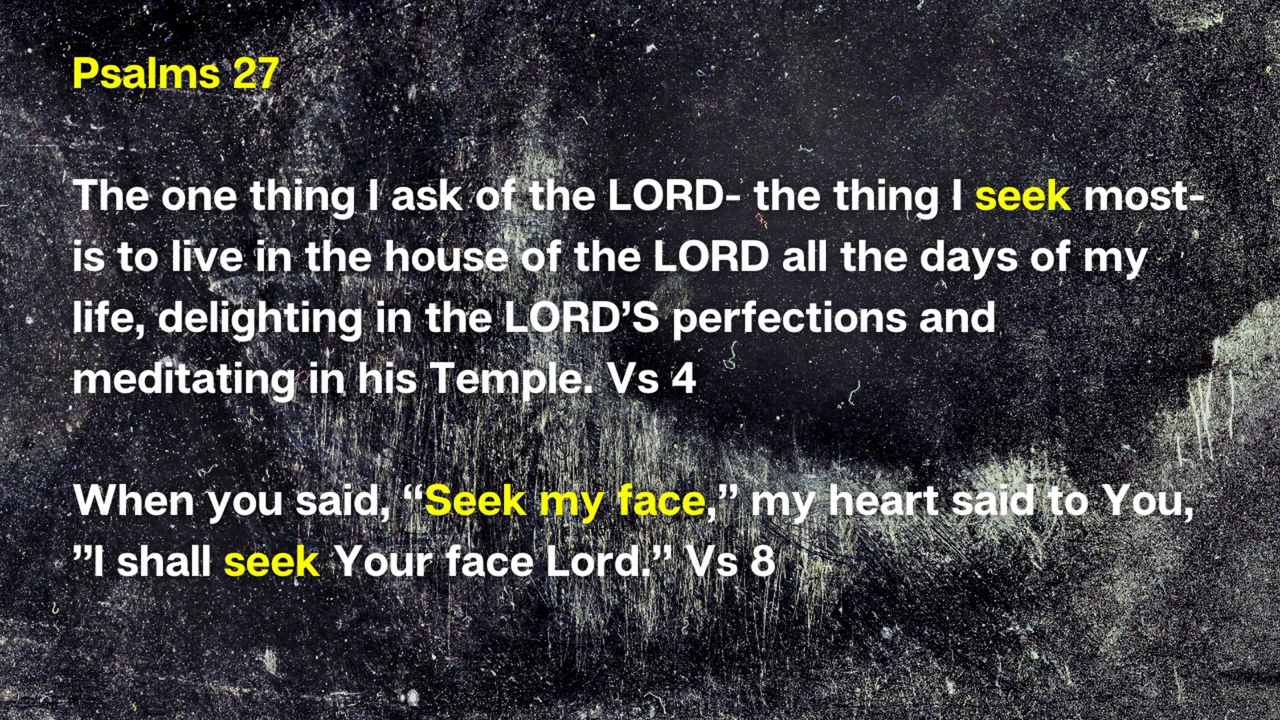 Psalms 27
The one thing I ask of the LORD- the thing I seek most-
is to live in the house of the LORD all the days of my
life, delighting in the LORD’S perfections and
meditating in his Temple. Vs 4
When you said, “Seek my face,” my heart said to You,
”I shall seek Your face Lord.” Vs 8